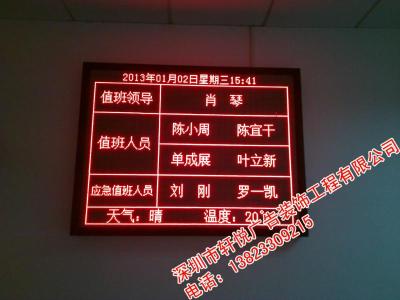 2013年01月02日星期三15:41
值班领导 肖 琴
值班人员 陈小周 陈宜干
单成展 叶立新
应急值班人员 刘 刚 罗一凯
天气：晴 温度：20℃
深圳市轩悦广告装饰工程有限公司
电话：13823309215